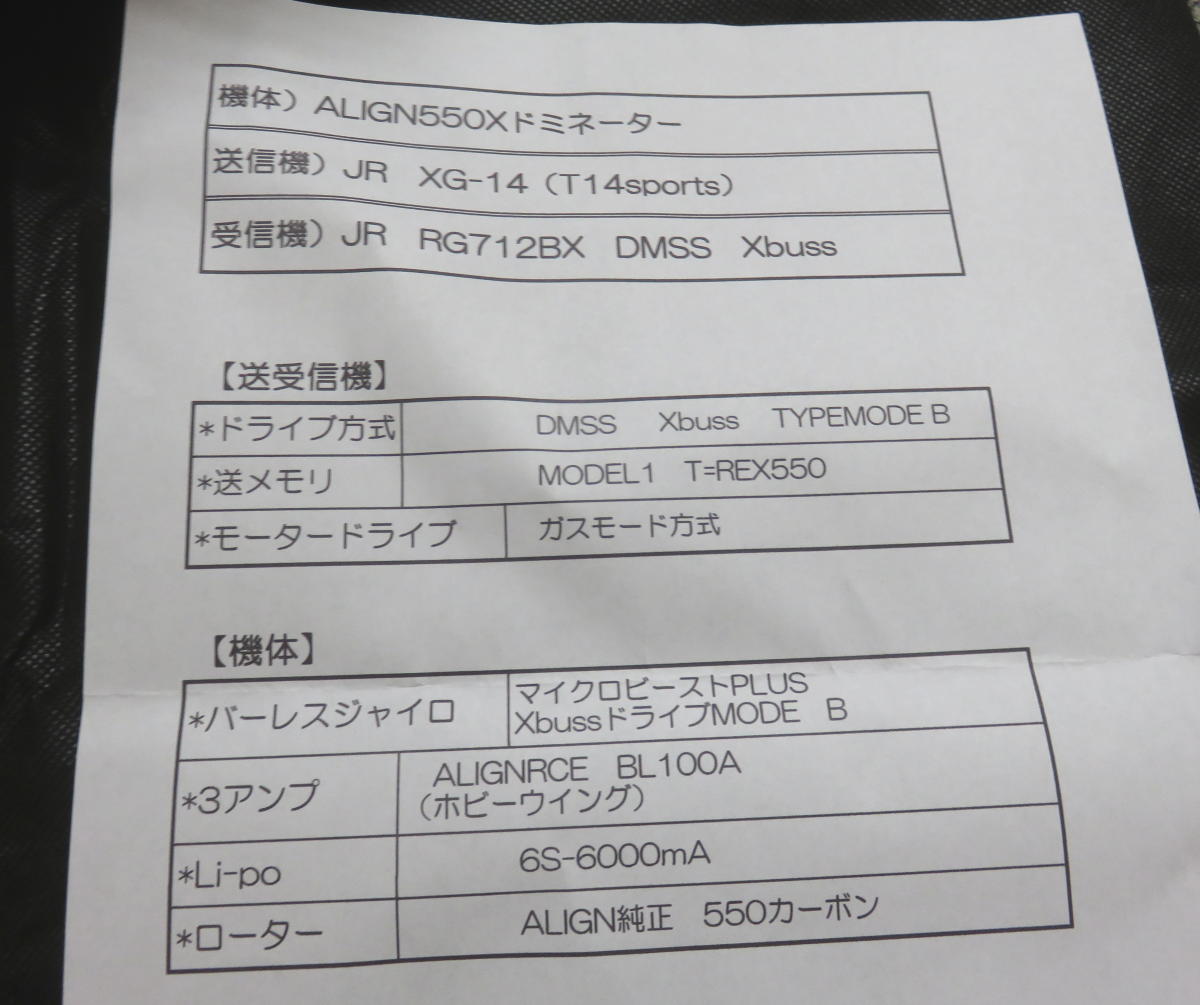 機体）ALIGN550Xドミネーター
送信機）JR　XG-14（T14sports）
受信機）JR　RG712BX　DMSS　Xbuss
【送受信機】
*ドライブ方式　DMSS　Xbuss　TYPEMODE B
*送メモリ　MODEL1　T=REX550
*モータードライブ　ガスモード方式
【機体】
*バーレスジャイロ　マイクロビーストPLUS
XbussドライブMODE　B
*3アンプ　ALIGNRCE　BL100A
（ホビーウイング）
*Li-po　6S-6000mA
*ローター　ALIGN純正　550カーボン